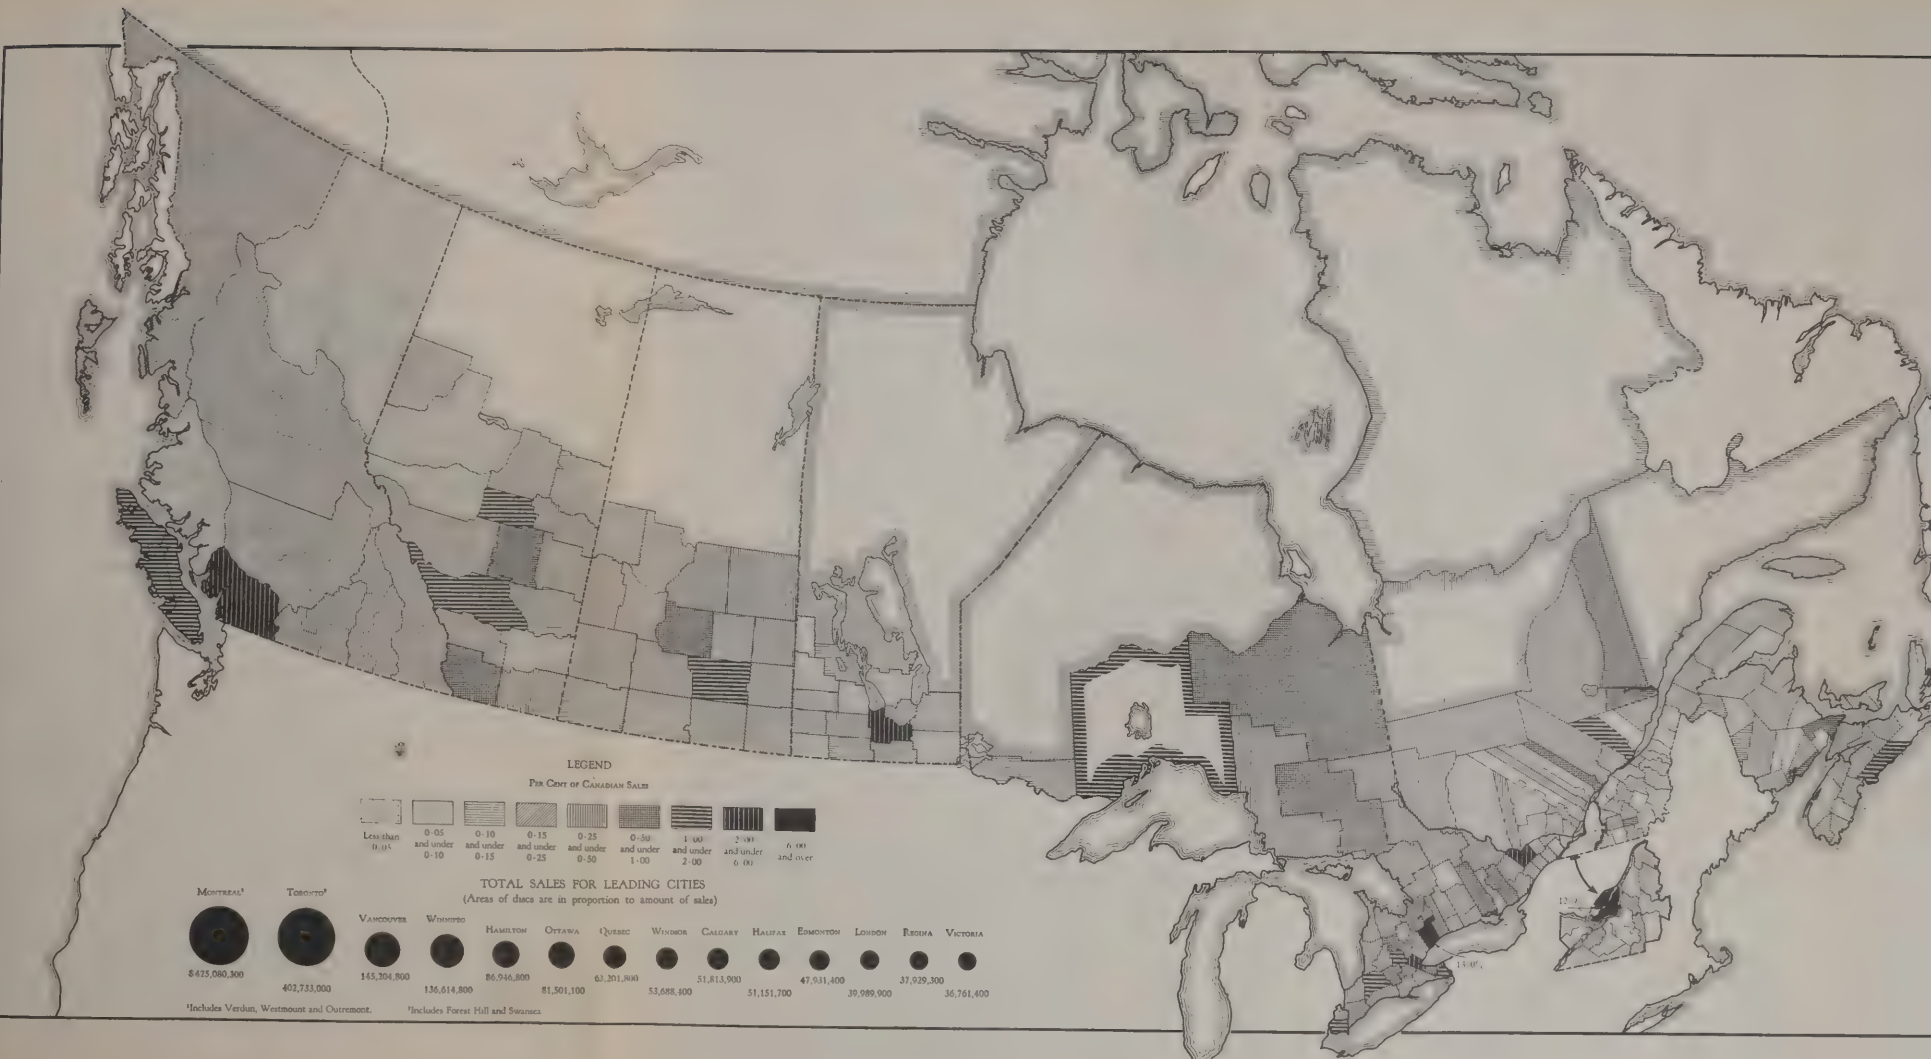 LEGEND
PER CENT OF CANADIAN SALES
Less than 0·05
0·05 and under 0·10
0·10 and under 0·15
0·15 and under 0·25
0·25 and under 0·50
0·50 and under 1·00
1·00 and under 2·00
2·00 and under 6·00
6·00 and over
TOTAL SALES FOR LEADING CITIES
(Areas of discs are in proportion to amount of sales)
MONTREAL¹
TORONTO²
VANCOUVER
WINNIPEG
HAMILTON
OTTAWA
QUEBEC
WINDSOR
CALGARY
HALIFAX
EDMONTON
LONDON
REGINA
VICTORIA
$425,080,300
402,733,000
145,204,800
136,614,800
86,946,800
81,501,100
63,201,800
53,688,400
51,813,900
51,151,700
47,931,400
39,989,900
37,929,300
36,761,400
¹Includes Verdun, Westmount and Outremont.
²Includes Forest Hill and Swansea